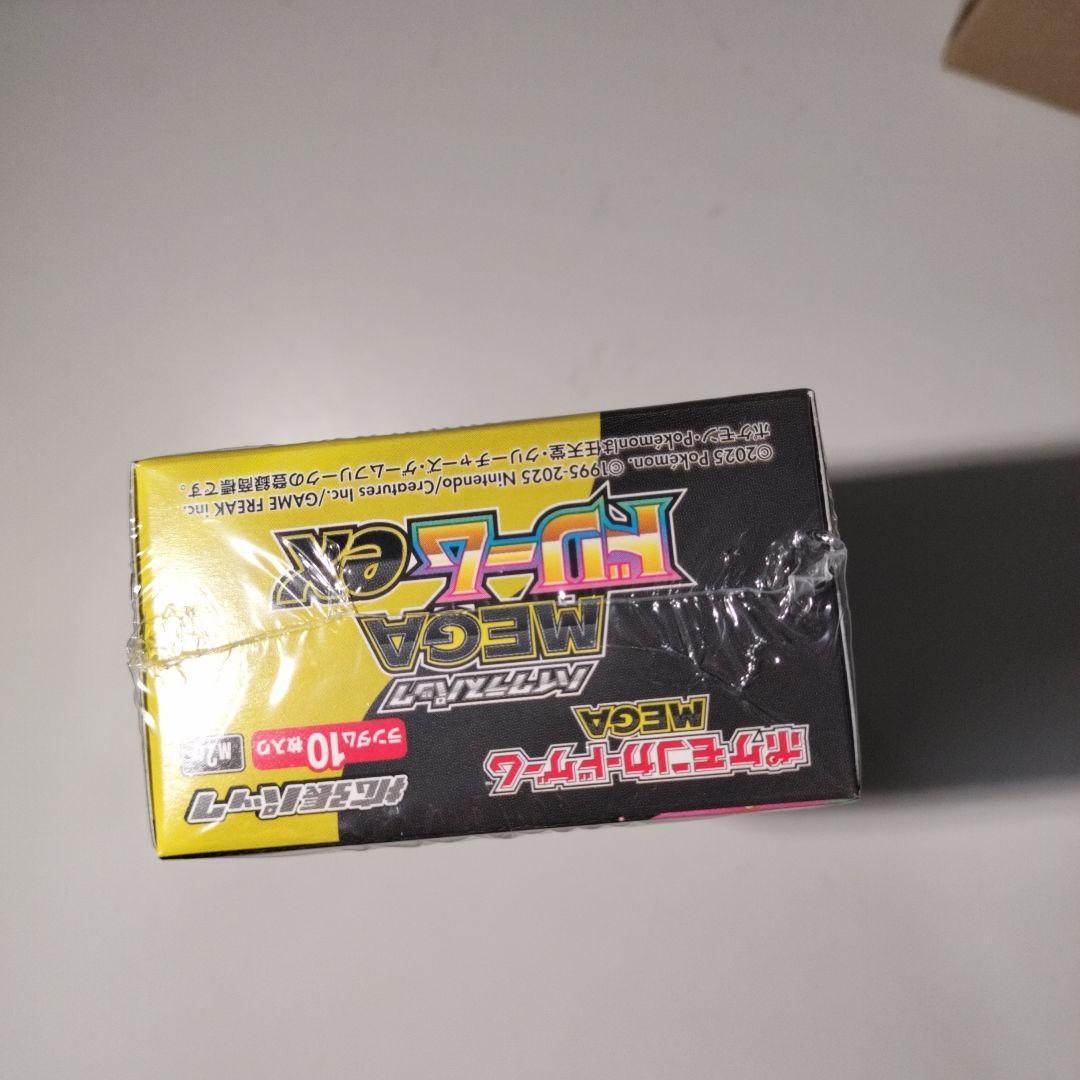 ポケモンカードゲーム
MEGA
拡張パック
ランダム10枚入り
ハイクラスパック
MEGA
ドリームex
©2025 Pokémon. ©1995-2025 Nintendo/Creatures Inc./GAME FREAK inc.
ポケモン・Pokémonは任天堂・クリーチャーズ・ゲームフリークの登録商標です。